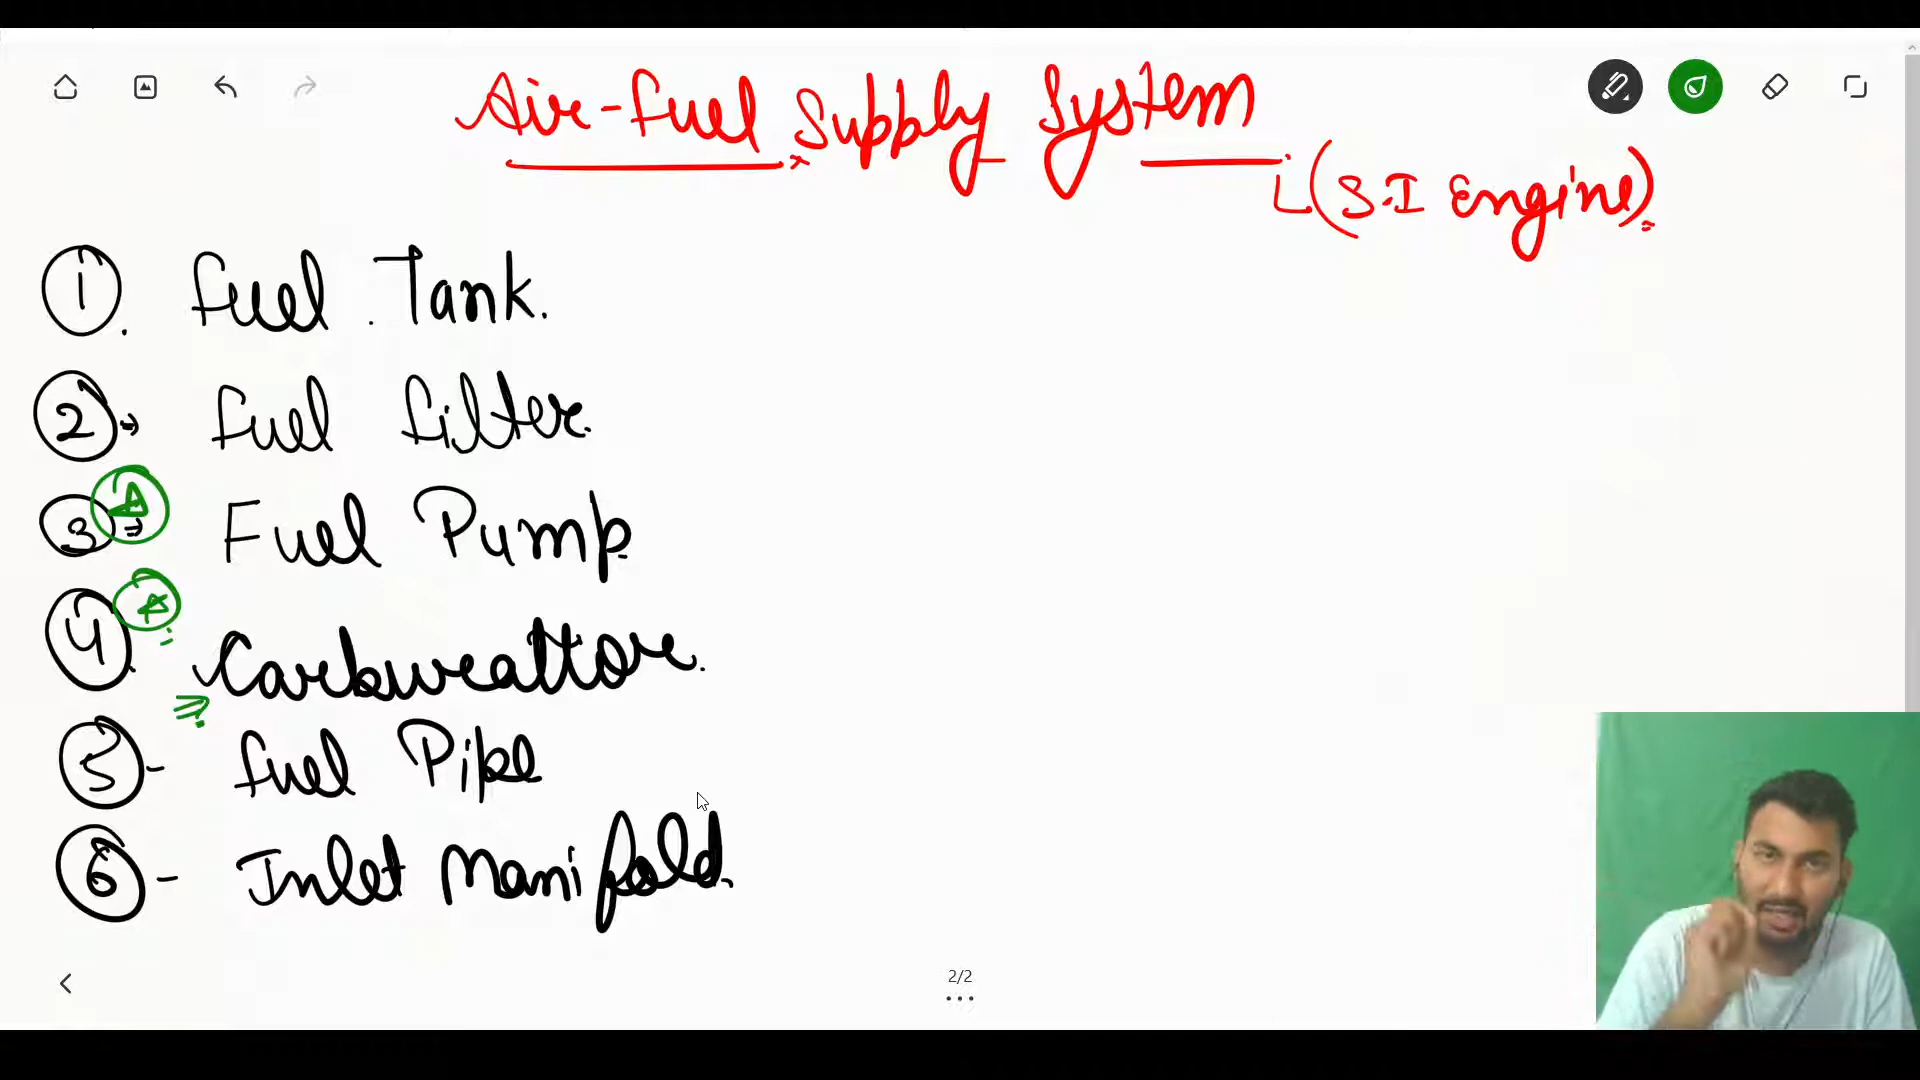 Air-Fuel Supply System
(S.I Engine)
1. Fuel Tank.
2 Fuel Filter.
3 Fuel Pump
4. Carburattor.
5- Fuel Pipe
6- Inlet Manifold.
2/2